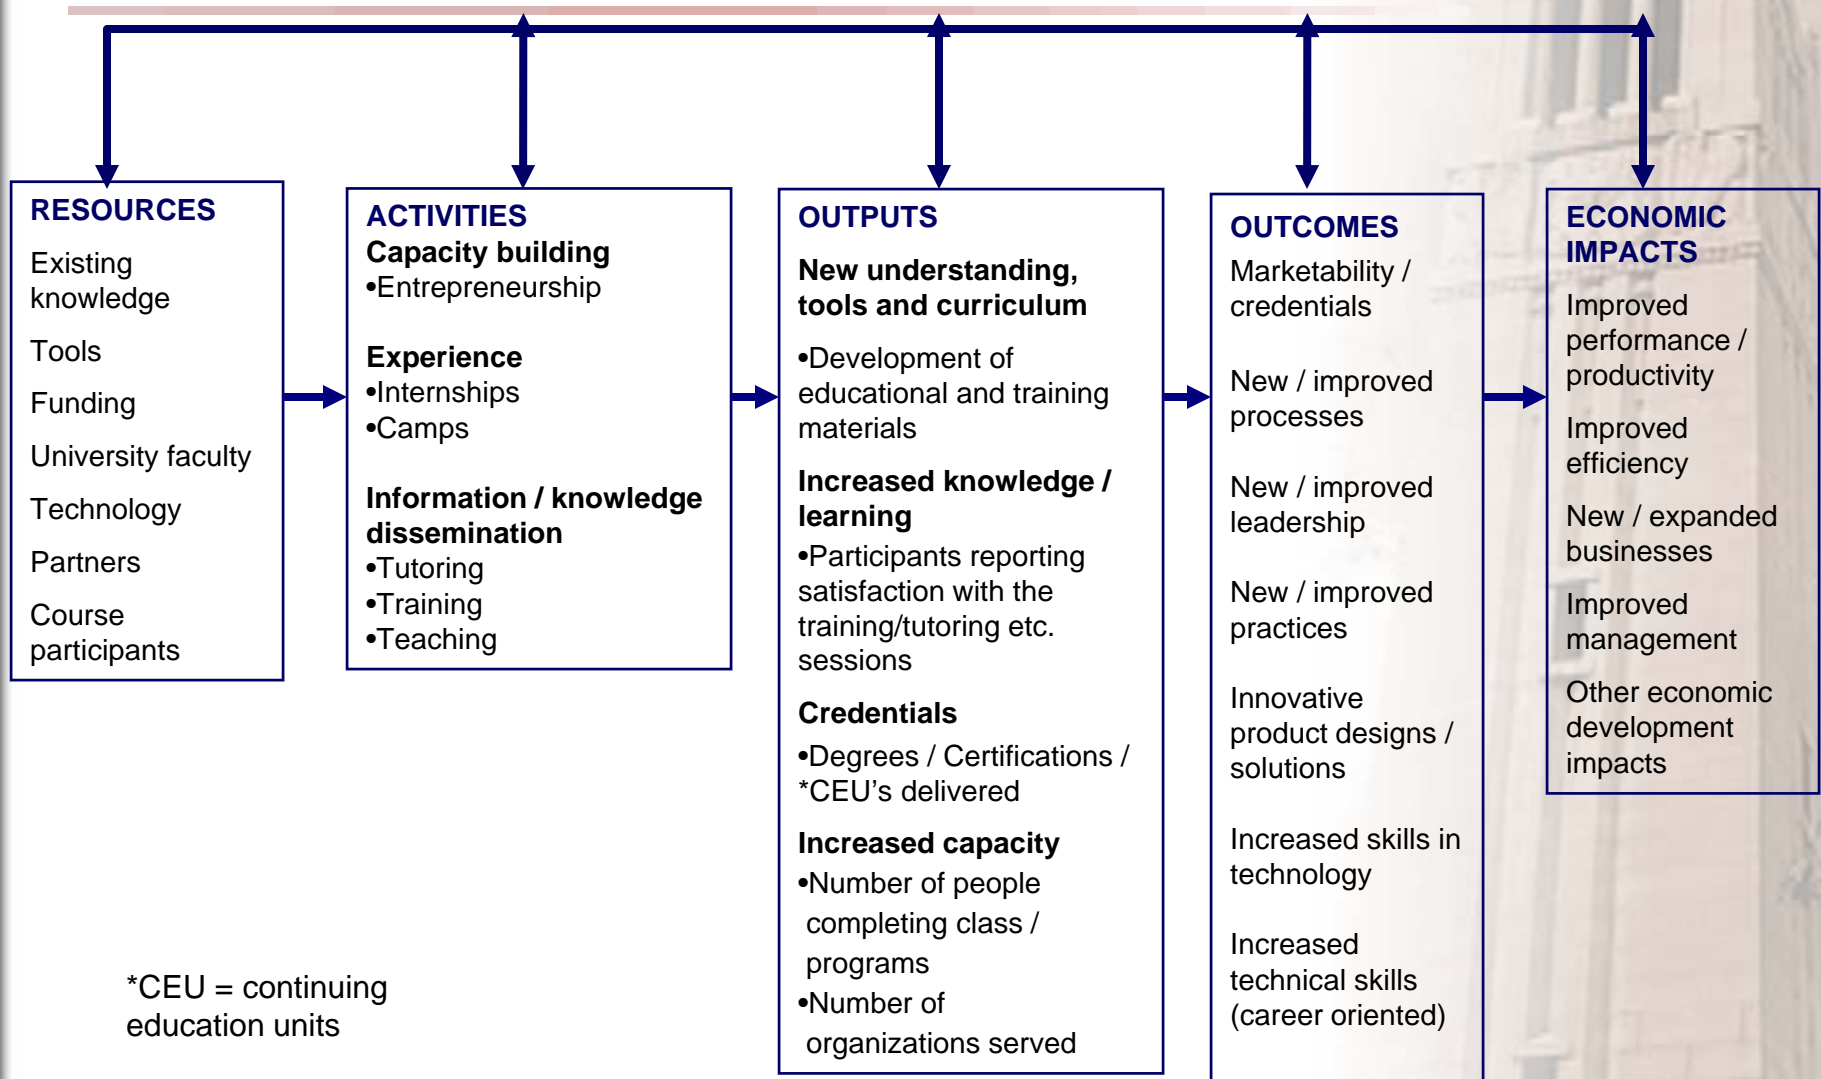 RESOURCES
Existing
knowledge
Tools
Funding
University faculty
Technology
Partners
Course
participants
ACTIVITIES
Capacity building
•Entrepreneurship
Experience
•Internships
•Camps
Information / knowledge
dissemination
•Tutoring
•Training
•Teaching
OUTPUTS
New understanding,
tools and curriculum
•Development of
educational and training
materials
Increased knowledge /
learning
•Participants reporting
satisfaction with the
training/tutoring etc.
sessions
Credentials
•Degrees / Certifications /
*CEU's delivered
Increased capacity
•Number of people
completing class /
programs
•Number of
organizations served
OUTCOMES
Marketability /
credentials
New / improved
processes
New / improved
leadership
New / improved
practices
Innovative
product designs /
solutions
Increased skills in
technology
Increased
technical skills
(career oriented)
ECONOMIC
IMPACTS
Improved
performance /
productivity
Improved
efficiency
New / expanded
businesses
Improved
management
Other economic
development
impacts
*CEU = continuing
education units